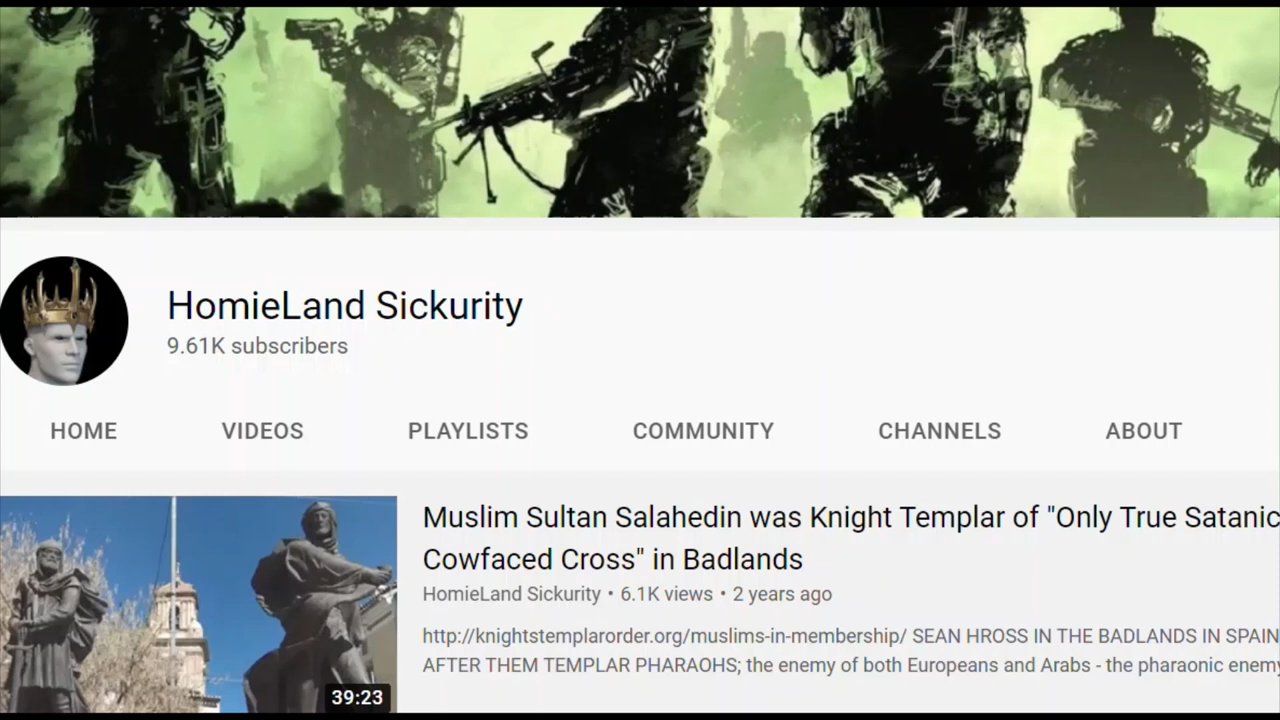 HomieLand Sickurity
9.61K subscribers
HOME VIDEOS PLAYLISTS COMMUNITY CHANNELS ABOUT
Muslim Sultan Salahedin was Knight Templar of "Only True Satanic
Cowfaced Cross" in Badlands
HomieLand Sickurity • 6.1K views • 2 years ago
http://knightstemplarorder.org/muslims-in-membership/ SEAN HROSS IN THE BADLANDS IN SPAIN
AFTER THEM TEMPLAR PHARAOHS; the enemy of both Europeans and Arabs - the pharaonic enemy
39:23